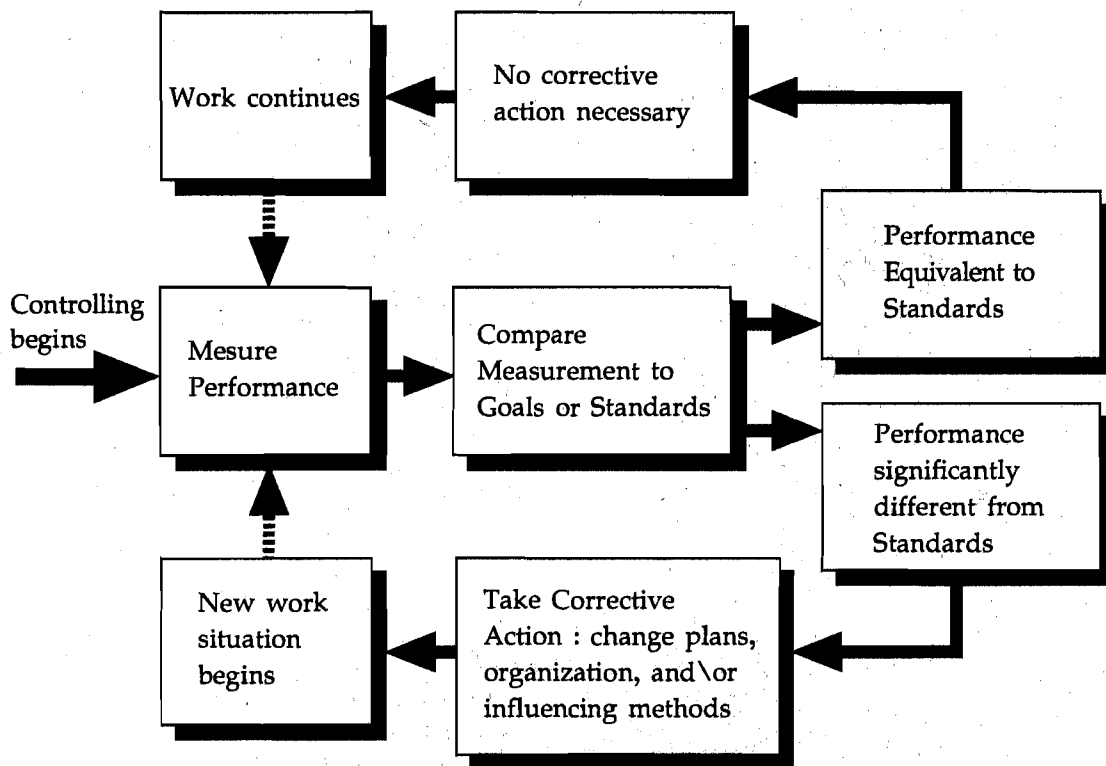 Work continues
No corrective
action necessary
Performance
Equivalent to
Standards
Controlling
begins
Mesure
Performance
Compare
Measurement to
Goals or Standards
Performance
significantly
different from
Standards
New work
situation
begins
Take Corrective
Action : change plans,
organization, and\or
influencing methods